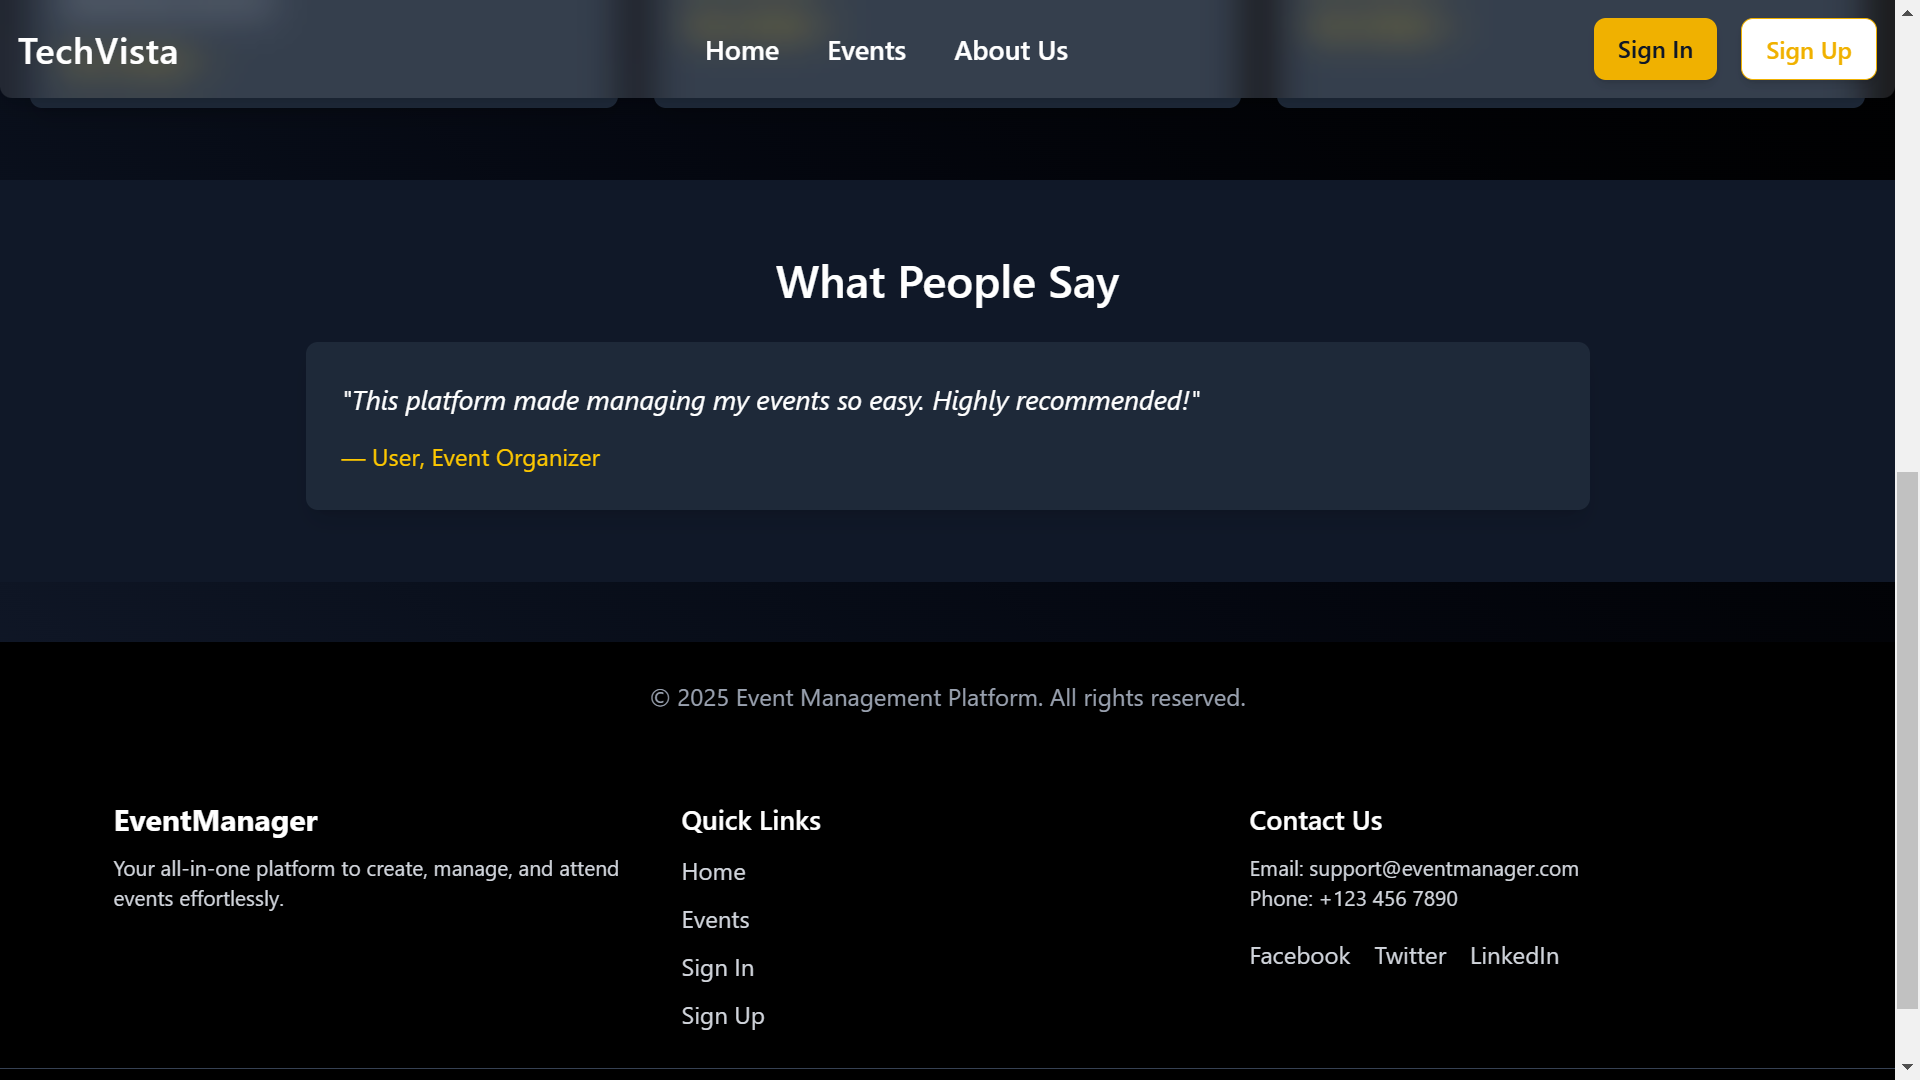 TechVista
Home
Events
About Us
Sign In
Sign Up
What People Say
"This platform made managing my events so easy. Highly recommended!"
— User, Event Organizer
© 2025 Event Management Platform. All rights reserved.
EventManager
Your all-in-one platform to create, manage, and attend
events effortlessly.
Quick Links
Home
Events
Sign In
Sign Up
Contact Us
Email: support@eventmanager.com
Phone: +123 456 7890
Facebook
Twitter
LinkedIn